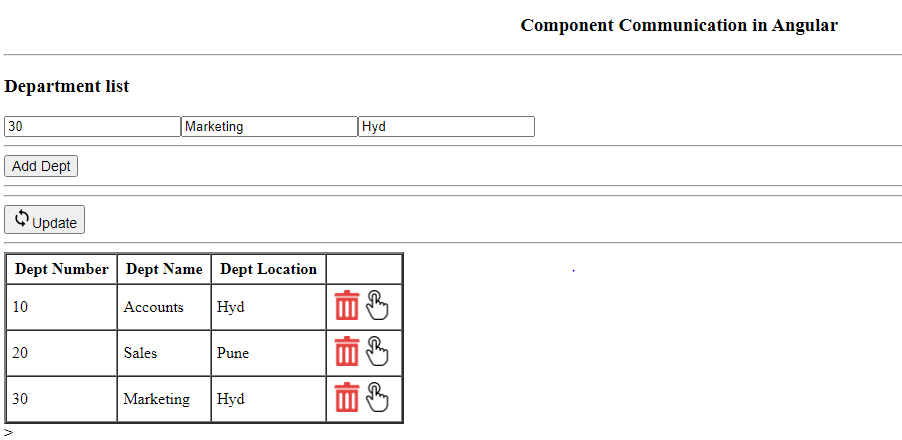 Component Communication in Angular
Department list
30 Marketing Hyd
Add Dept
Update
Dept Number Dept Name Dept Location
10 Accounts Hyd
20 Sales Pune
30 Marketing Hyd
>